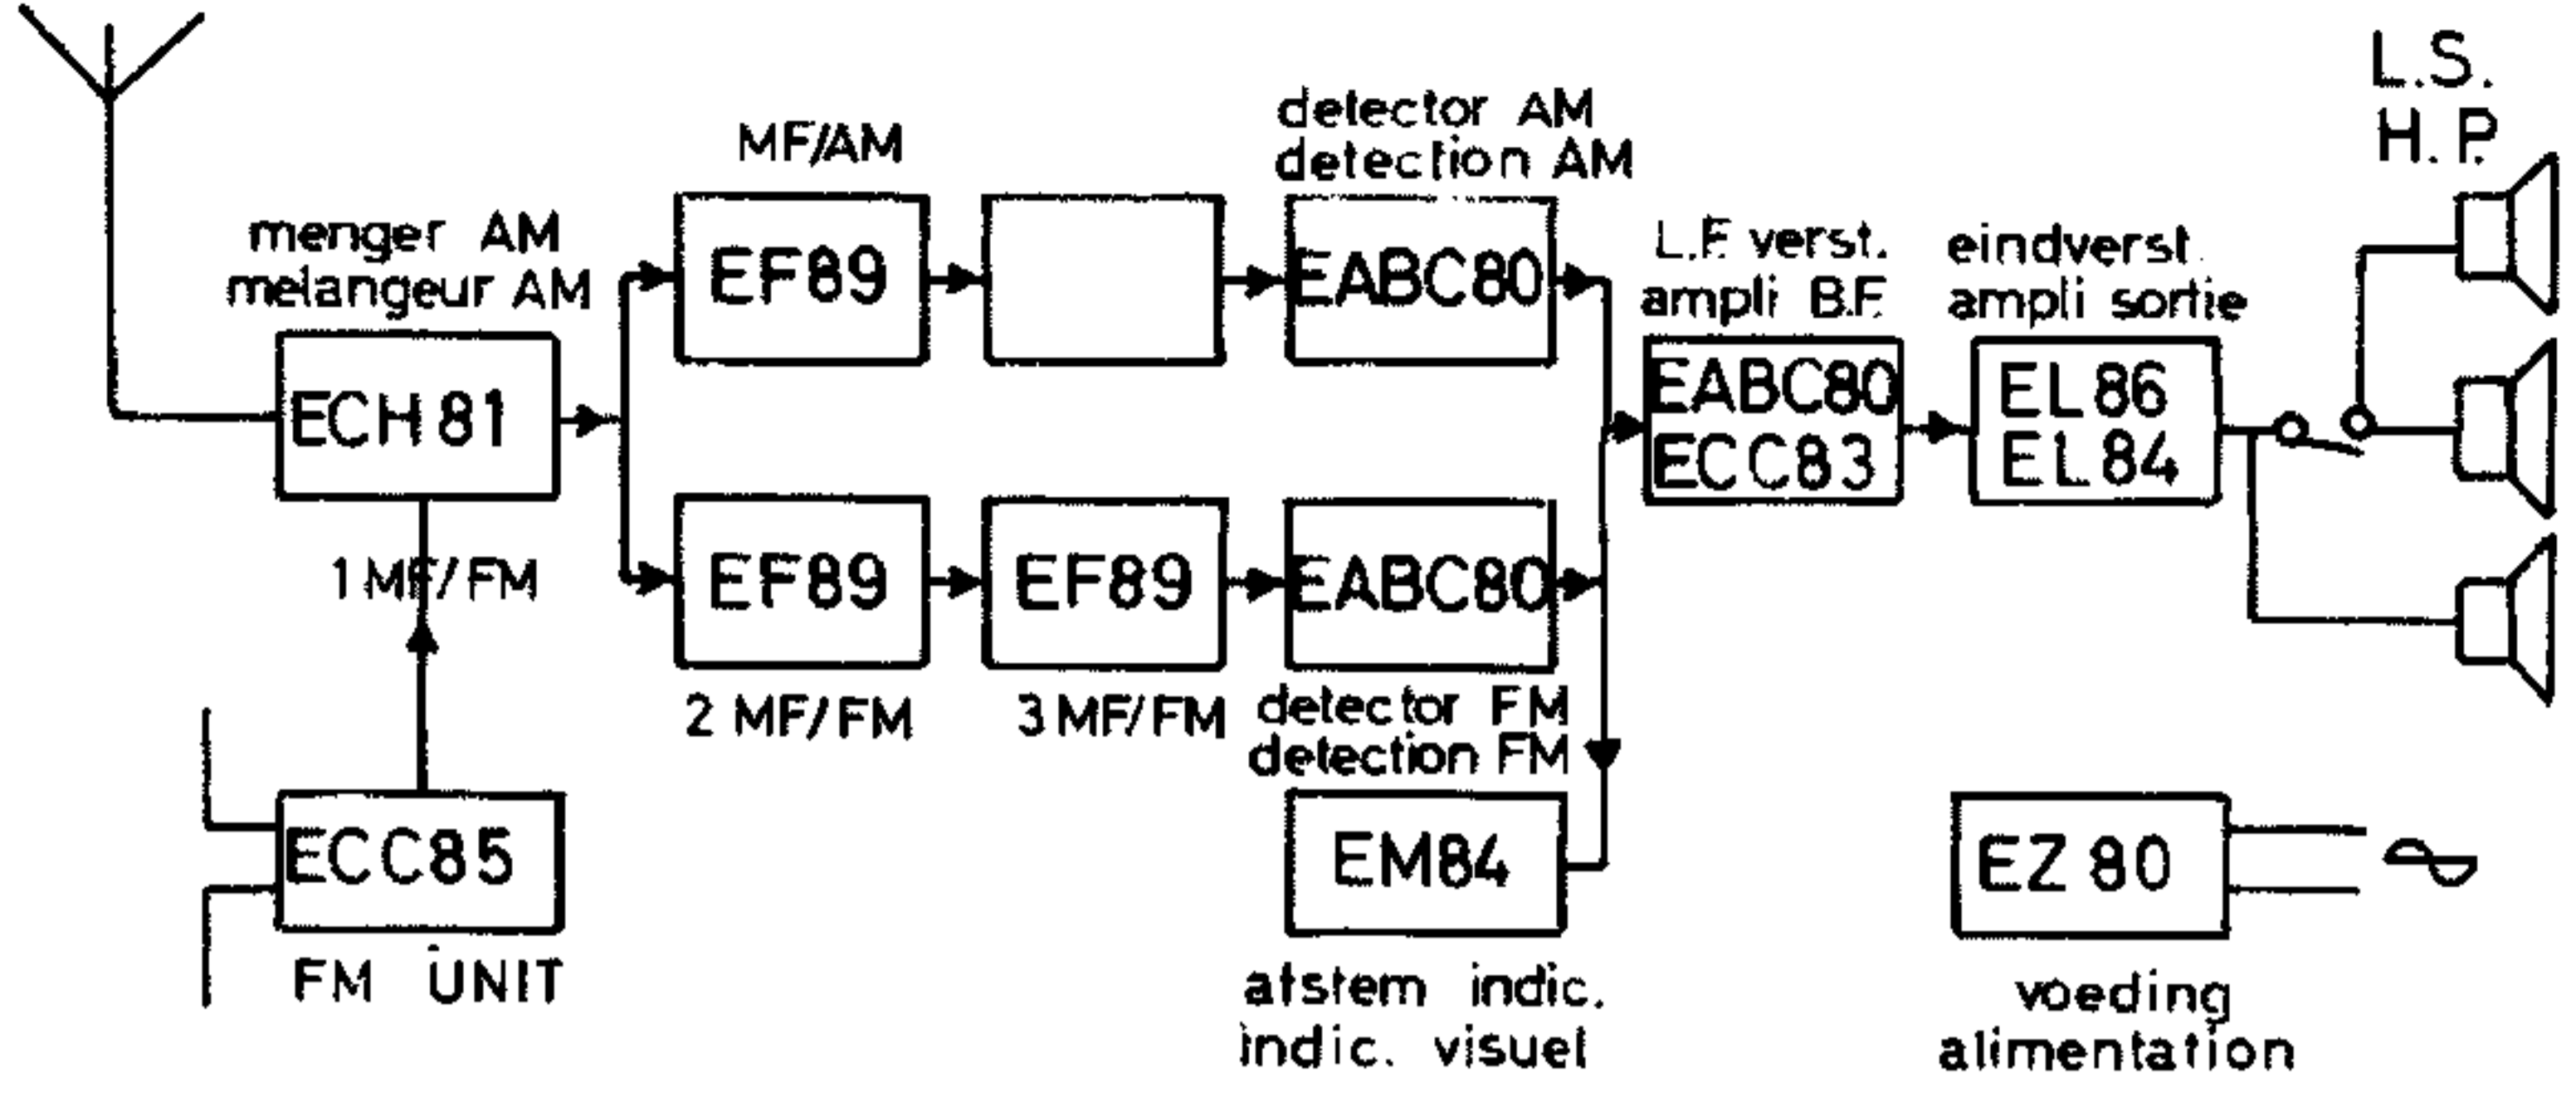 L.S.
H.P.
detector AM
detection AM
MF/AM
menger AM
melangeur AM
EF89
EABC80
L.F. verst.
ampli B.F.
eindverst.
ampli sortie
ECH 81
EABC80
ECC83
EL 86
EL 84
1 MF/FM
EF89
EF89
EABC80
2 MF/FM
3 MF/FM
detector FM
detection FM
ECC85
EM84
EZ 80
FM UNIT
afstem indic.
indic. visuel
voeding
alimentation